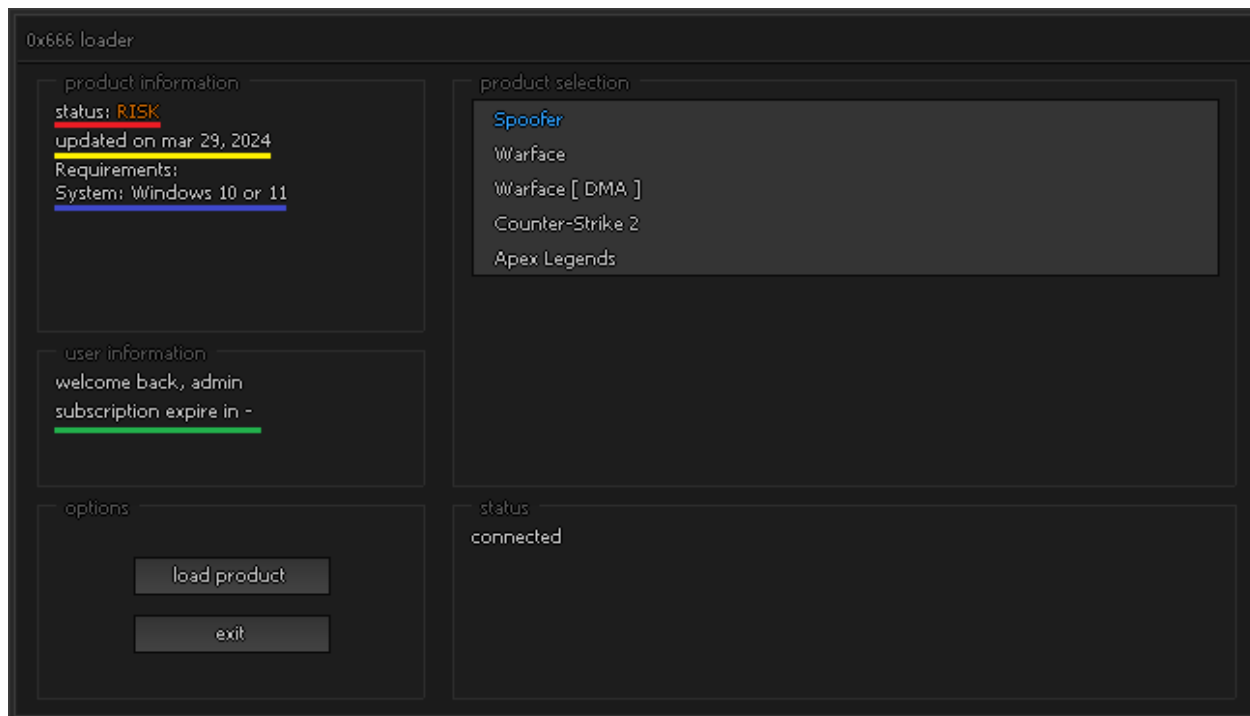 0x666 loader
product information
status: RISK
updated on mar 29, 2024
Requirements:
System: Windows 10 or 11
product selection
Spoofer
Warface
Warface [ DMA ]
Counter-Strike 2
Apex Legends
user information
welcome back, admin
subscription expire in -
options
load product
exit
status
connected